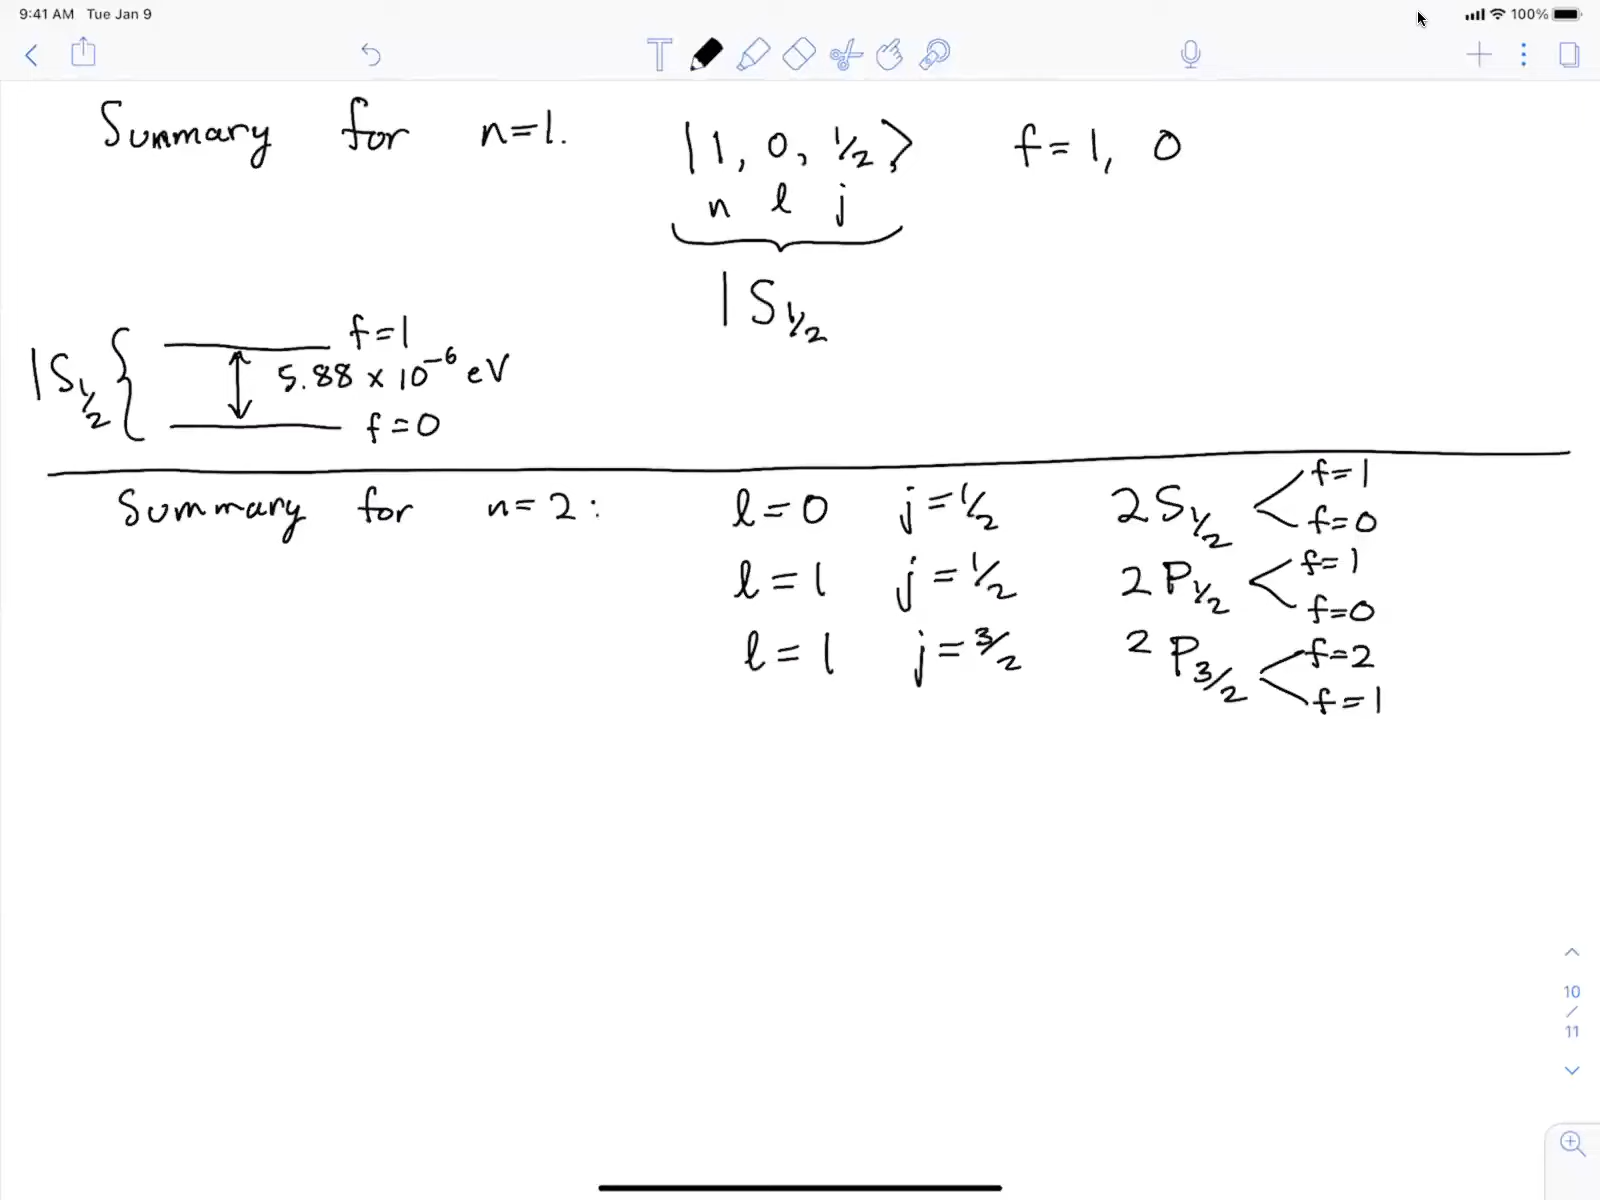 9:41 AM Tue Jan 9
100%
T
Summary for n=1. |1, 0, 1/2⟩ f=1, 0
n l j
1S1/2
1S1/2 { f=1
5.88 × 10^-6 eV
f=0
Summary for n=2: l=0 j=1/2 2S1/2 < f=1
f=0
l=1 j=1/2 2P1/2 < f=1
f=0
l=1 j=3/2 2P3/2 < f=2
f=1
10
/
11